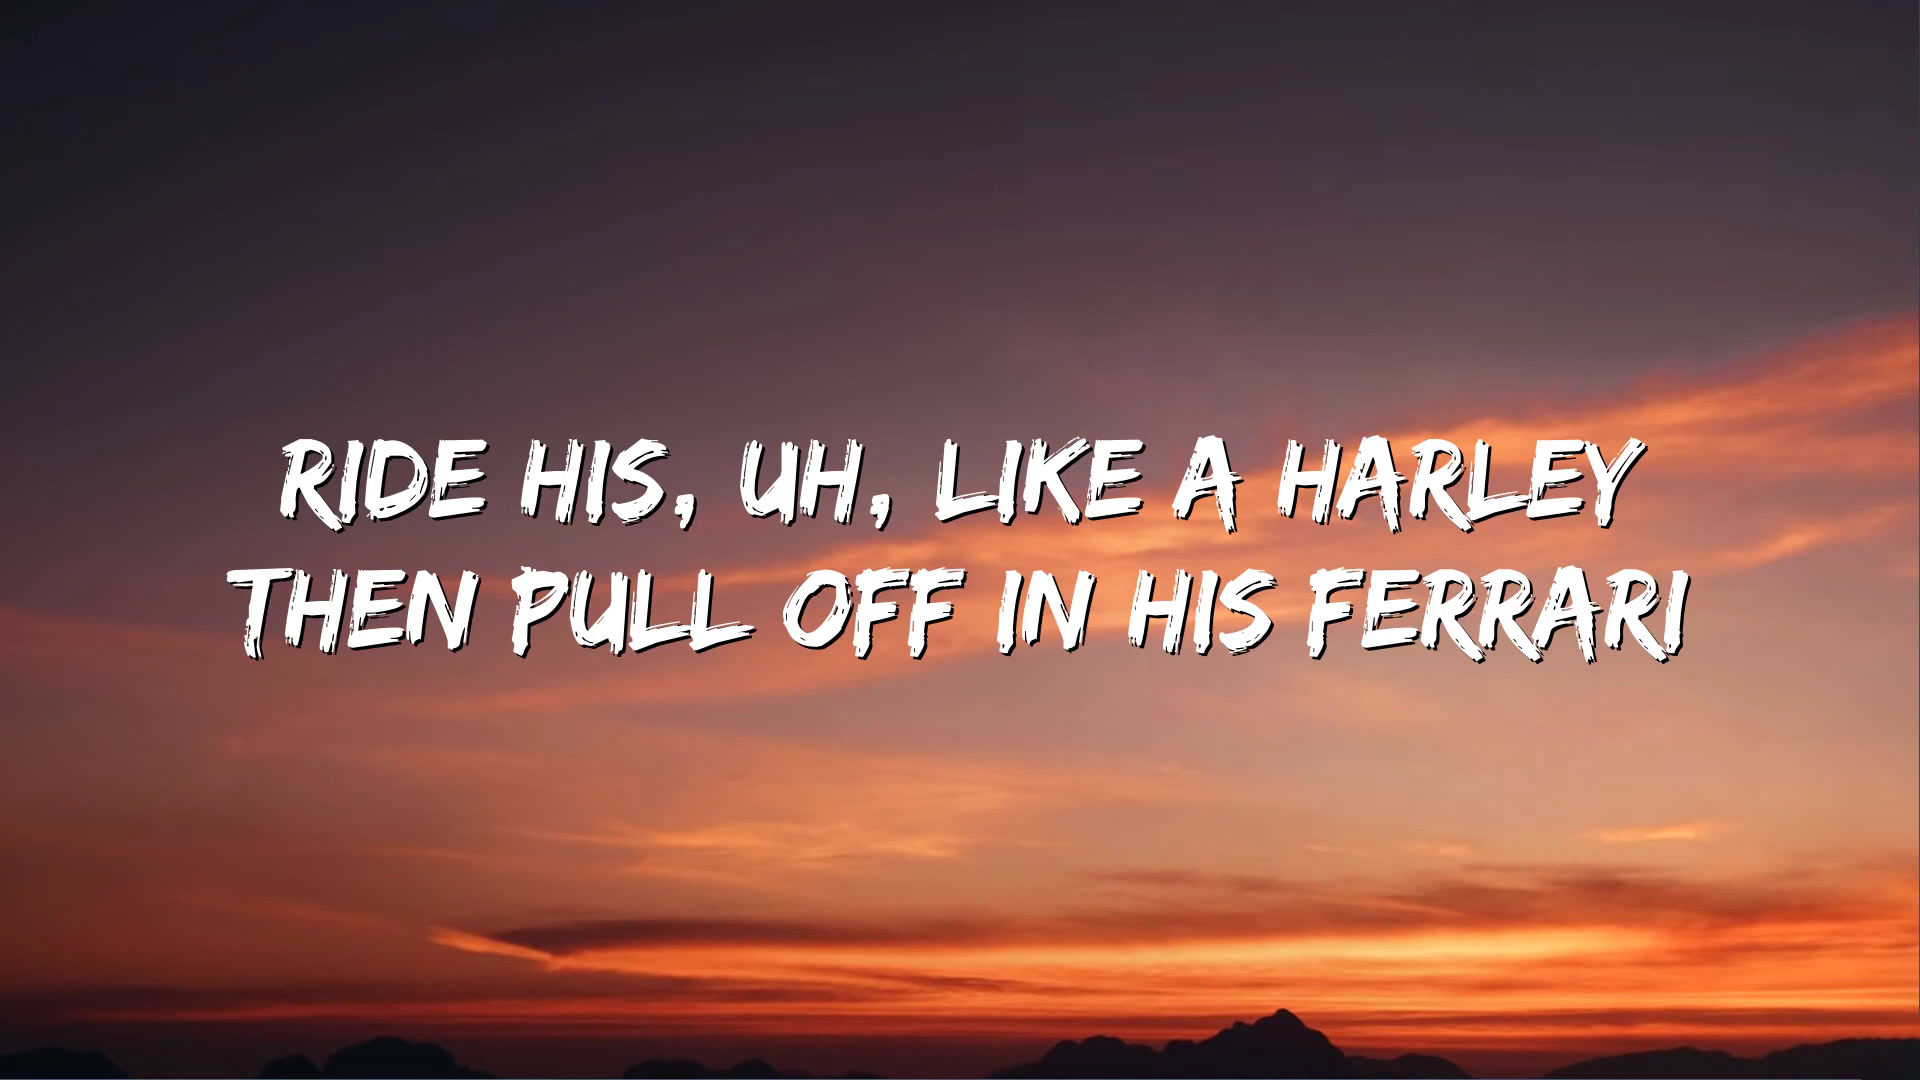 RIDE HIS, UH, LIKE A HARLEY
THEN PULL OFF IN HIS FERRARI